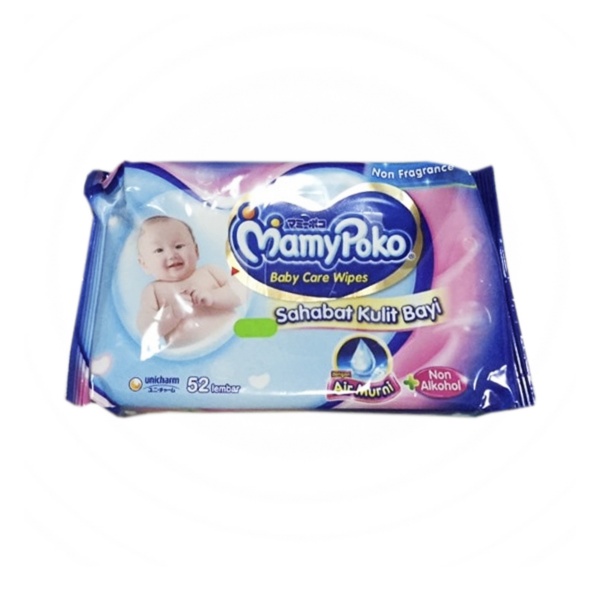 Non Fragrance
マミーポコ
MamyPoko
Baby Care Wipes
Sahabat Kulit Bayi
dengan
Air Murni
+ Non
Alkohol
unicharm
ユニ・チャーム
52 lembar